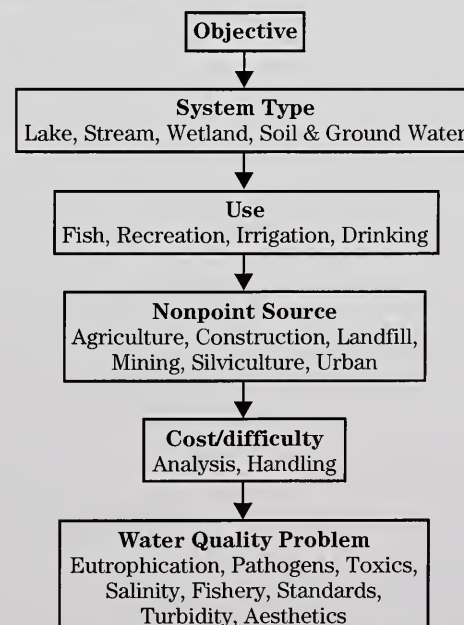 Objective
System Type
Lake, Stream, Wetland, Soil & Ground Water
Use
Fish, Recreation, Irrigation, Drinking
Nonpoint Source
Agriculture, Construction, Landfill,
Mining, Silviculture, Urban
Cost/difficulty
Analysis, Handling
Water Quality Problem
Eutrophication, Pathogens, Toxics,
Salinity, Fishery, Standards,
Turbidity, Aesthetics